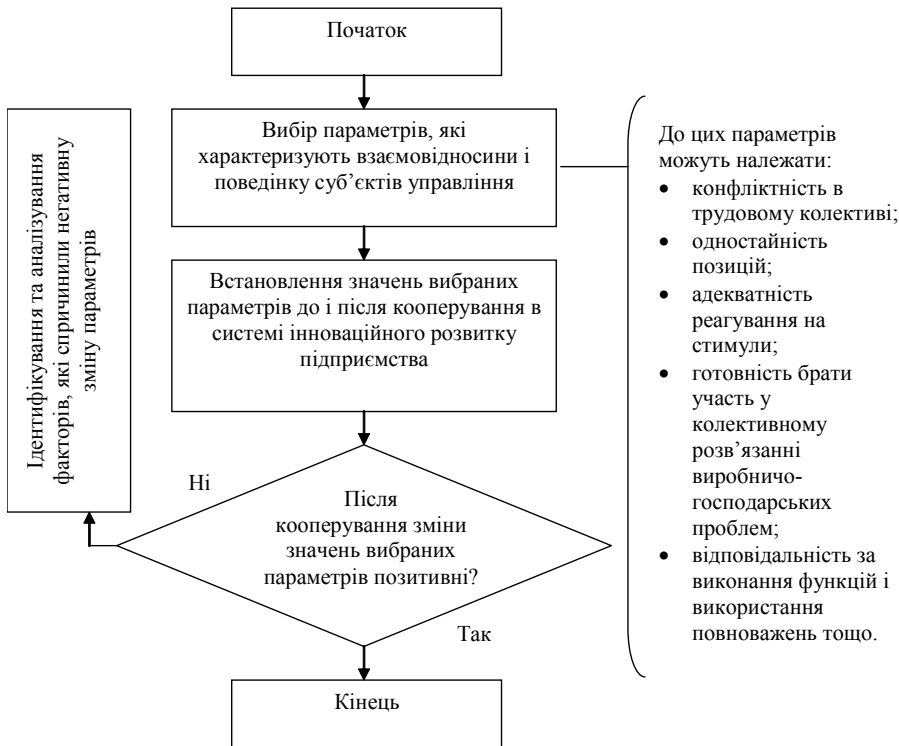 Початок
Вибір параметрів, які
характеризують взаємовідносини і
поведінку суб’єктів управління
До цих параметрів
можуть належати:
• конфліктність в
трудовому колективі;
• одностайність
позицій;
• адекватність
реагування на
стимули;
• готовність брати
участь у
колективному
розв’язанні
виробничо-
господарських
проблем;
• відповідальність за
виконання функцій і
використання
повноважень тощо.
Встановлення значень вибраних
параметрів до і після кооперування в
системі інноваційного розвитку
підприємства
Ідентифікування та аналізування
факторів, які спричинили негативну
зміну параметрів
Ні
Після
кооперування зміни
значень вибраних
параметрів позитивні?
Так
Кінець